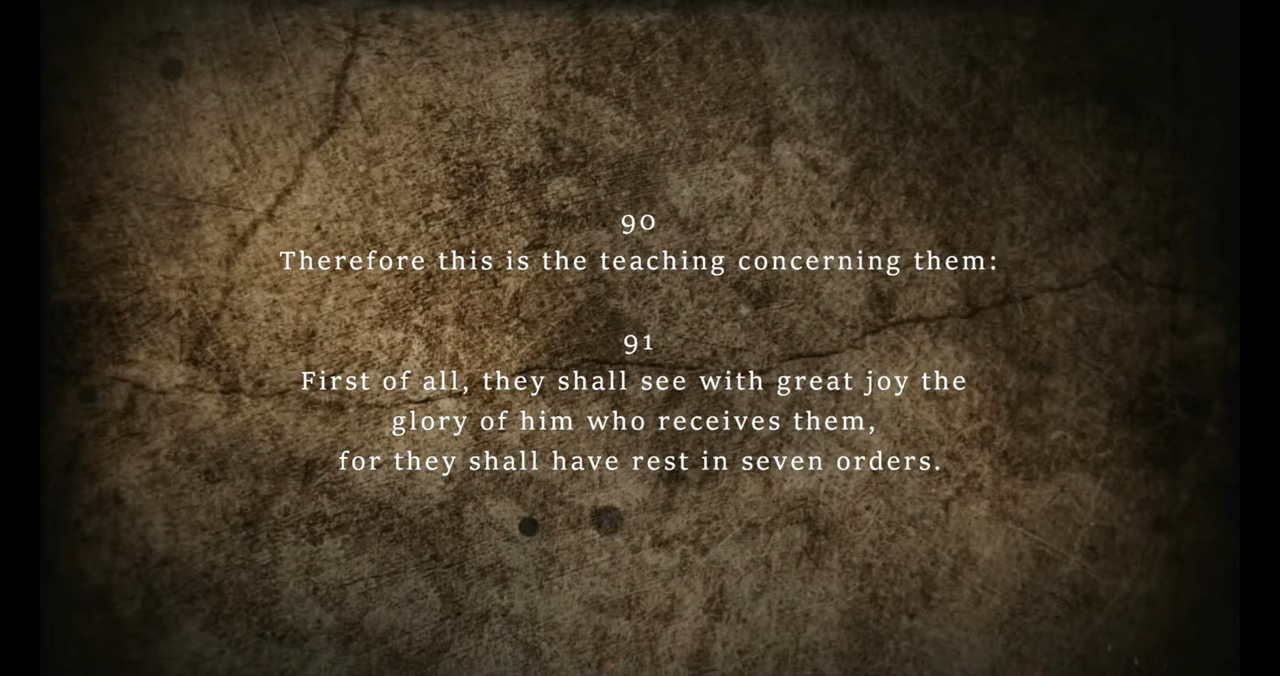 90
Therefore this is the teaching concerning them:
91
First of all, they shall see with great joy the
glory of him who receives them,
for they shall have rest in seven orders.